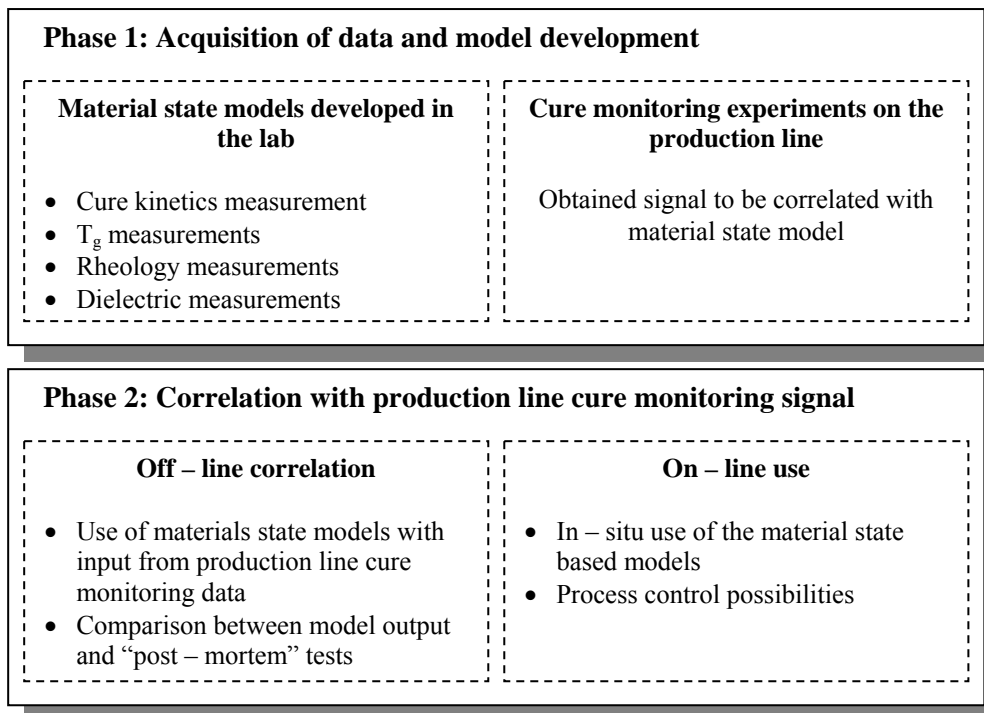 Phase 1: Acquisition of data and model development
Material state models developed in
the lab
• Cure kinetics measurement
• Tg measurements
• Rheology measurements
• Dielectric measurements
Cure monitoring experiments on the
production line
Obtained signal to be correlated with
material state model
Phase 2: Correlation with production line cure monitoring signal
Off – line correlation
• Use of materials state models with
input from production line cure
monitoring data
• Comparison between model output
and “post – mortem” tests
On – line use
• In – situ use of the material state
based models
• Process control possibilities